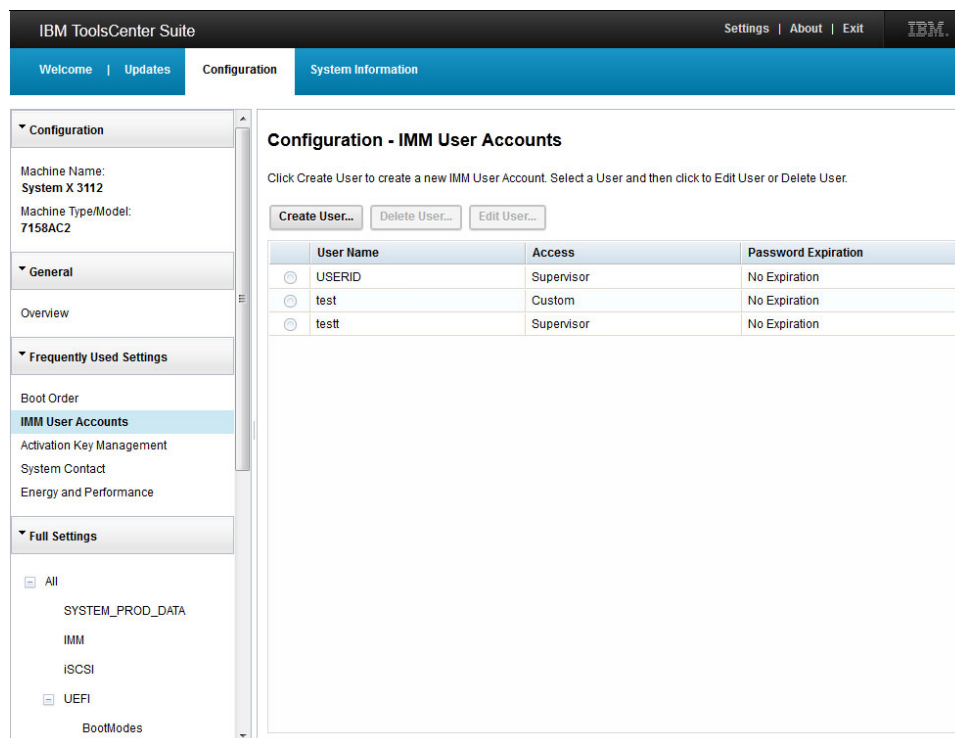 IBM ToolsCenter Suite
Settings | About | Exit
IBM.
Welcome | Updates
Configuration
System Information
Configuration
Machine Name:
System X 3112
Machine Type/Model:
7158AC2
General
Overview
Frequently Used Settings
Boot Order
IMM User Accounts
Activation Key Management
System Contact
Energy and Performance
Full Settings
All
SYSTEM_PROD_DATA
IMM
iSCSI
UEFI
BootModes
Configuration - IMM User Accounts
Click Create User to create a new IMM User Account. Select a User and then click to Edit User or Delete User.
Create User... Delete User... Edit User...
User Name Access Password Expiration
USERID Supervisor No Expiration
test Custom No Expiration
testt Supervisor No Expiration